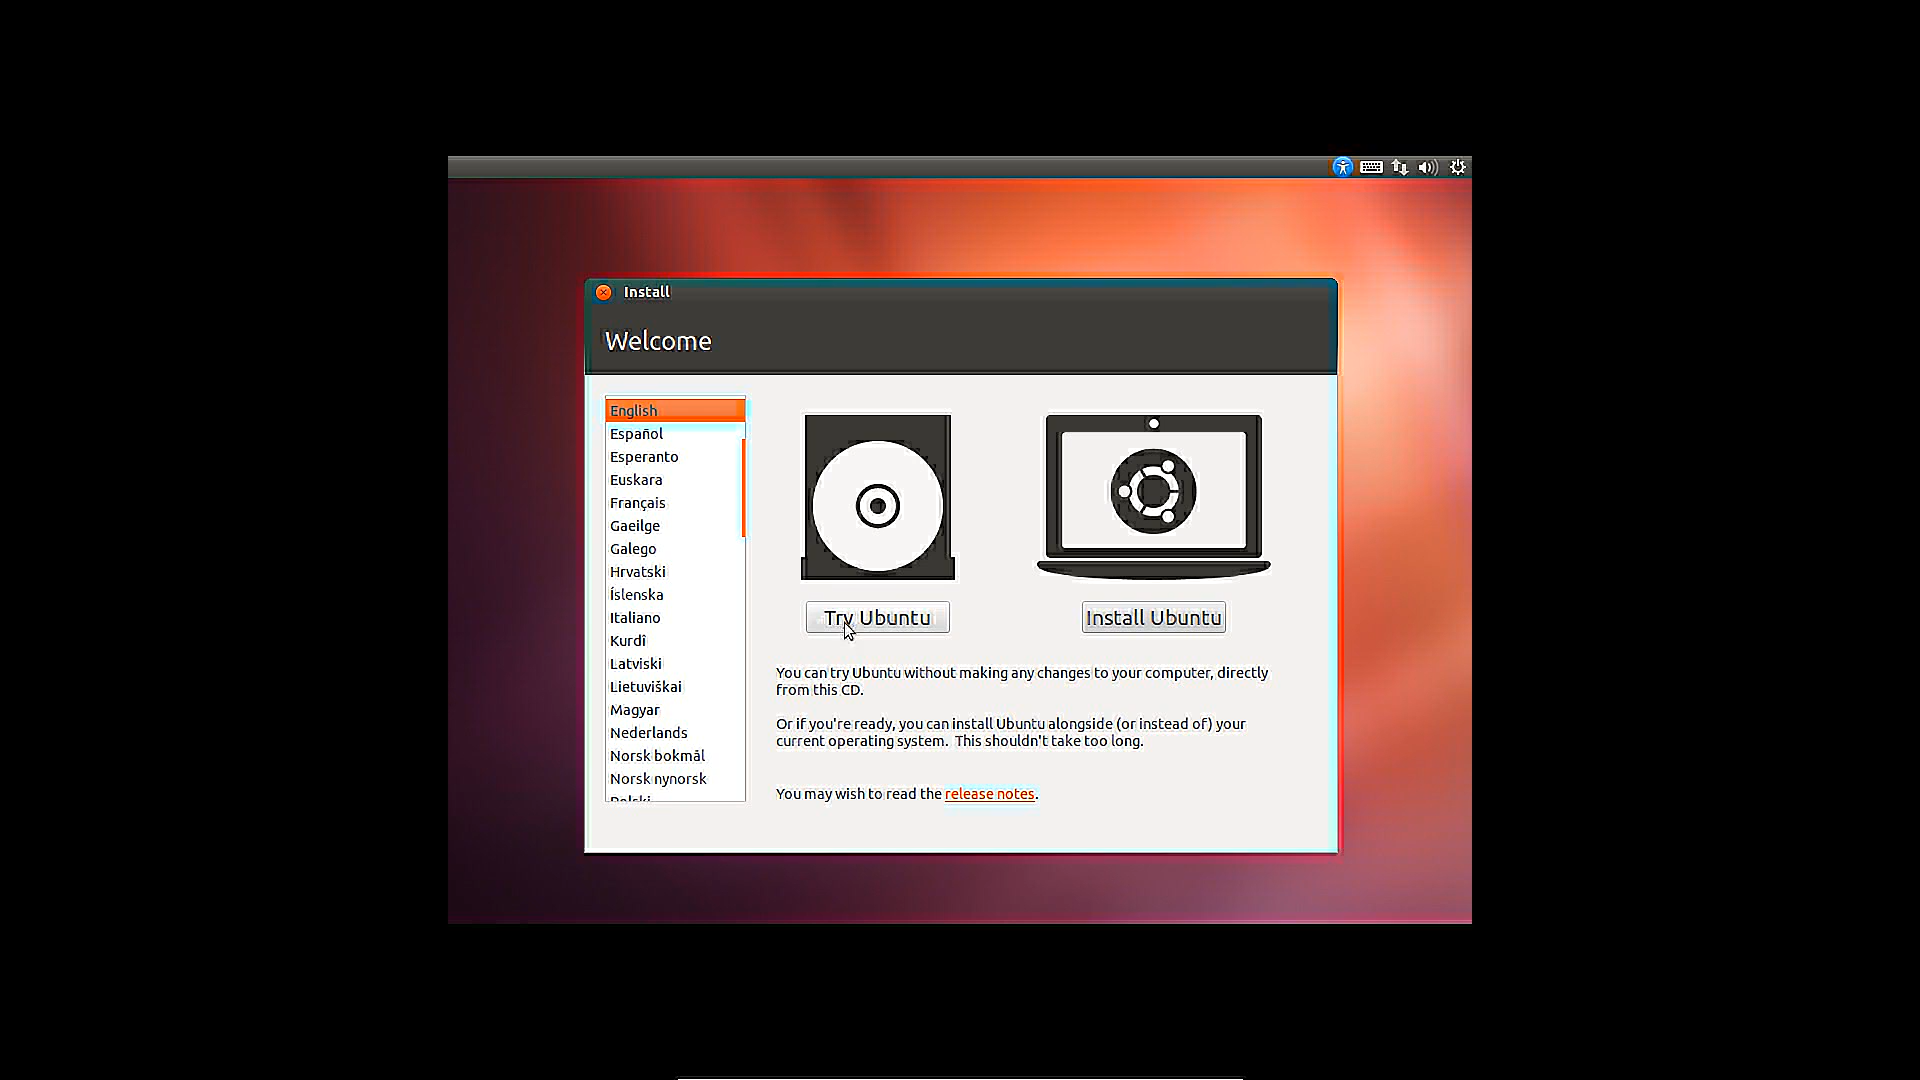 Install
Welcome
English
Español
Esperanto
Euskara
Français
Gaeilge
Galego
Hrvatski
Íslenska
Italiano
Kurdî
Latviski
Lietuviškai
Magyar
Nederlands
Norsk bokmål
Norsk nynorsk
Polski
Try Ubuntu
Install Ubuntu
You can try Ubuntu without making any changes to your computer, directly
from this CD.
Or if you're ready, you can install Ubuntu alongside (or instead of) your
current operating system.  This shouldn't take too long.
You may wish to read the release notes.